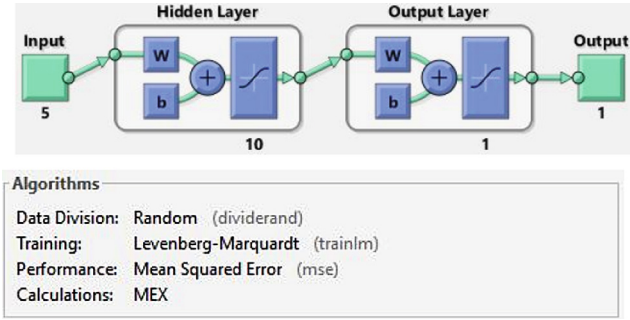 Hidden Layer Output Layer
Input Output
W W
b b
+ +
5 10 1 1
Algorithms
Data Division: Random (dividerand)
Training: Levenberg-Marquardt (trainlm)
Performance: Mean Squared Error (mse)
Calculations: MEX